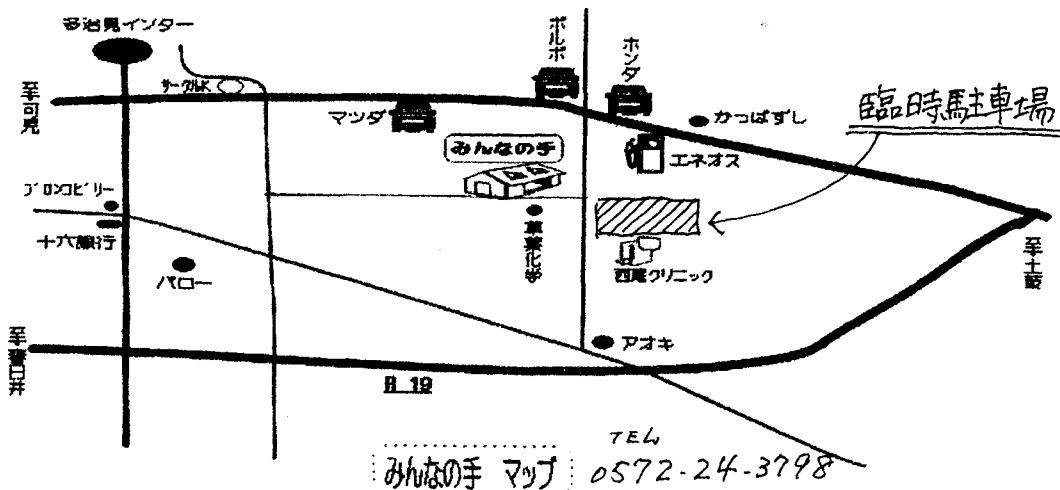 多治見インター
ボルボ
ホンダ
サークルK
至可児
マツダ
かっぱずし
臨時駐車場
みんなの手
エネオス
ブロンコビリー
十六銀行
バロー
西尾クリニック
至土岐
至春日井
アオキ
R 19
TEL
みんなの手 マップ 0572-24-3798